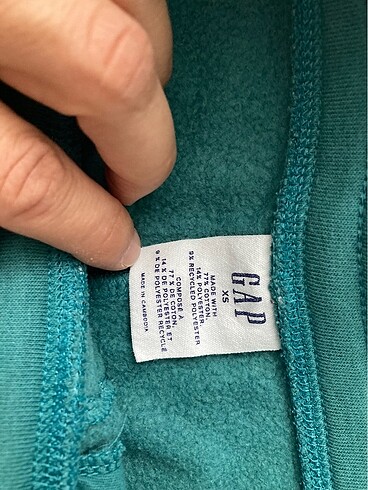 GAP
XS
MADE WITH
77% COTTON,
14% POLYESTER,
9% RECYCLED POLYESTER.
COMPOSÉ À
77 % DE COTON,
14 % DE POLYESTER ET
9 % DE POLYESTER RECYCLÉ.
MADE IN CAMBODIA